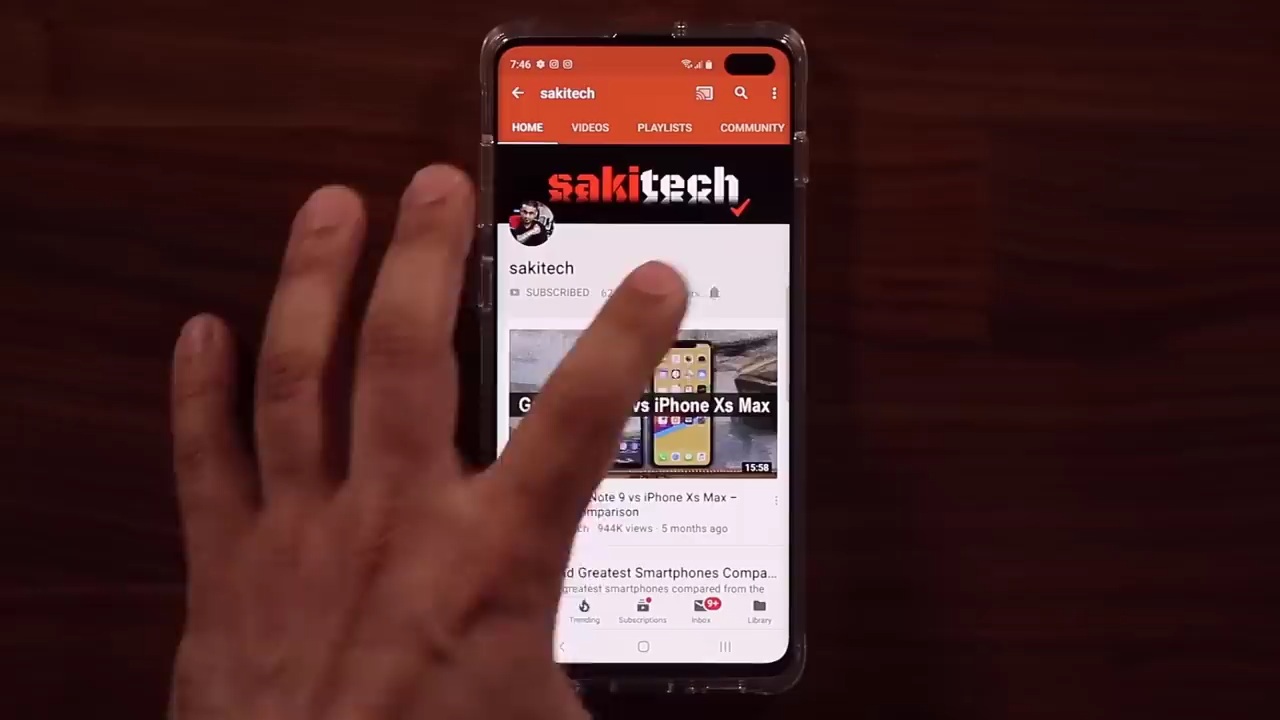 7:46
sakitech
HOME VIDEOS PLAYLISTS COMMUNITY
sakitech
sakitech
SUBSCRIBED
vs iPhone Xs Max
15:58
Note 9 vs iPhone Xs Max –
944K views · 5 months ago
Greatest Smartphones Compa...
greatest smartphones compared from the
9+
Trending Subscriptions Inbox Library